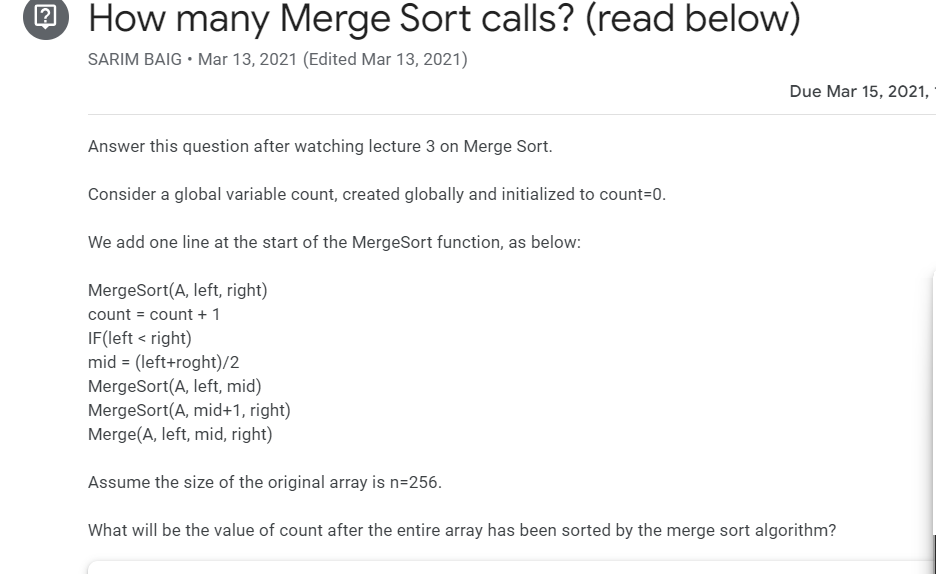 How many Merge Sort calls? (read below)
SARIM BAIG • Mar 13, 2021 (Edited Mar 13, 2021)
Due Mar 15, 2021,
Answer this question after watching lecture 3 on Merge Sort.
Consider a global variable count, created globally and initialized to count=0.
We add one line at the start of the MergeSort function, as below:
MergeSort(A, left, right)
count = count + 1
IF(left < right)
mid = (left+roght)/2
MergeSort(A, left, mid)
MergeSort(A, mid+1, right)
Merge(A, left, mid, right)
Assume the size of the original array is n=256.
What will be the value of count after the entire array has been sorted by the merge sort algorithm?